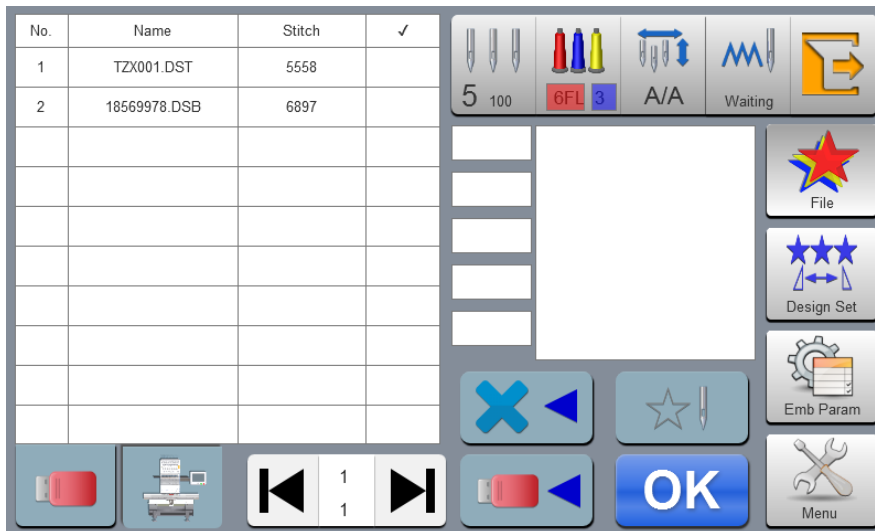 No. Name Stitch ✓
1 TZX001.DST 5558
2 18569978.DSB 6897
5 100
6FL 3
A/A
Waiting
File
Design Set
Emb Param
Menu
1
1
OK